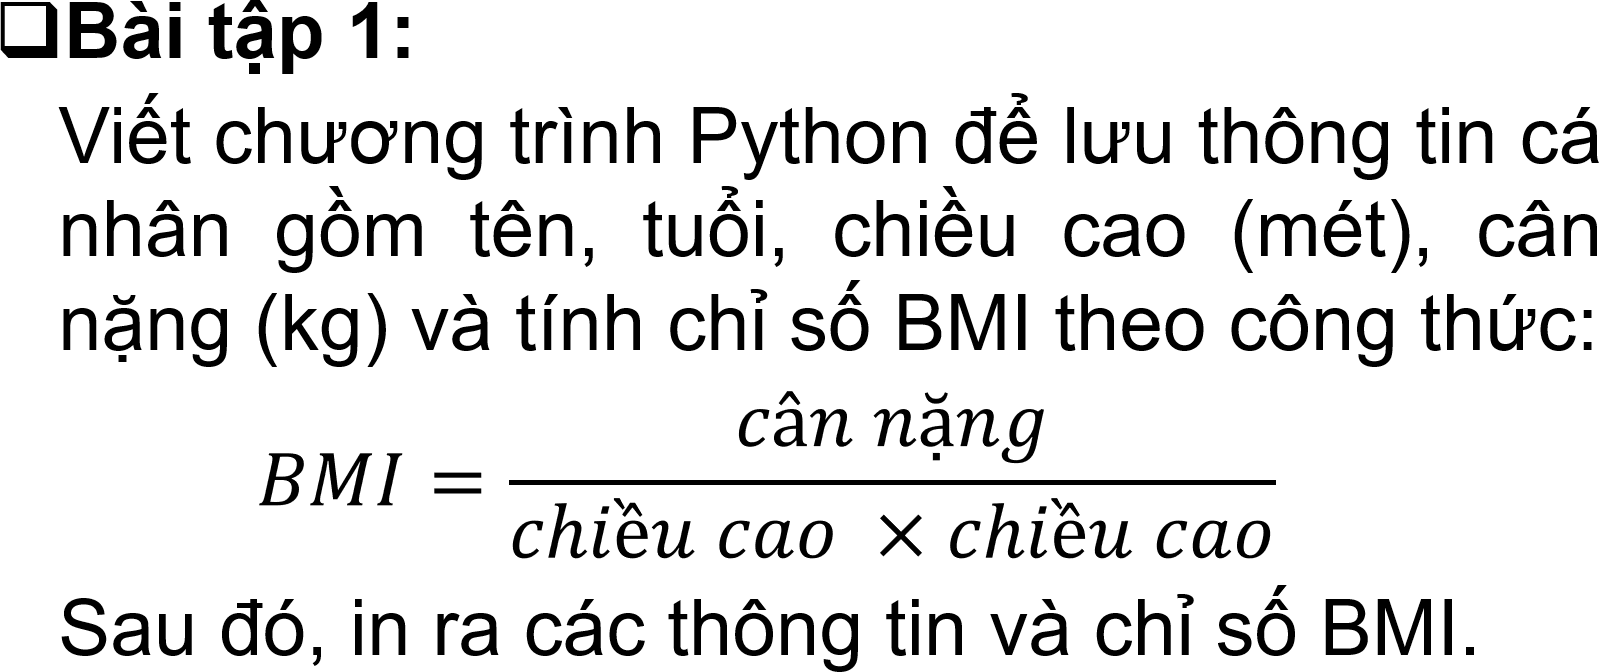 ❑Bài tập 1:
Viết chương trình Python để lưu thông tin cá
nhân gồm tên, tuổi, chiều cao (mét), cân
nặng (kg) và tính chỉ số BMI theo công thức:
cân nặng
BMI =
chiều cao × chiều cao
Sau đó, in ra các thông tin và chỉ số BMI.